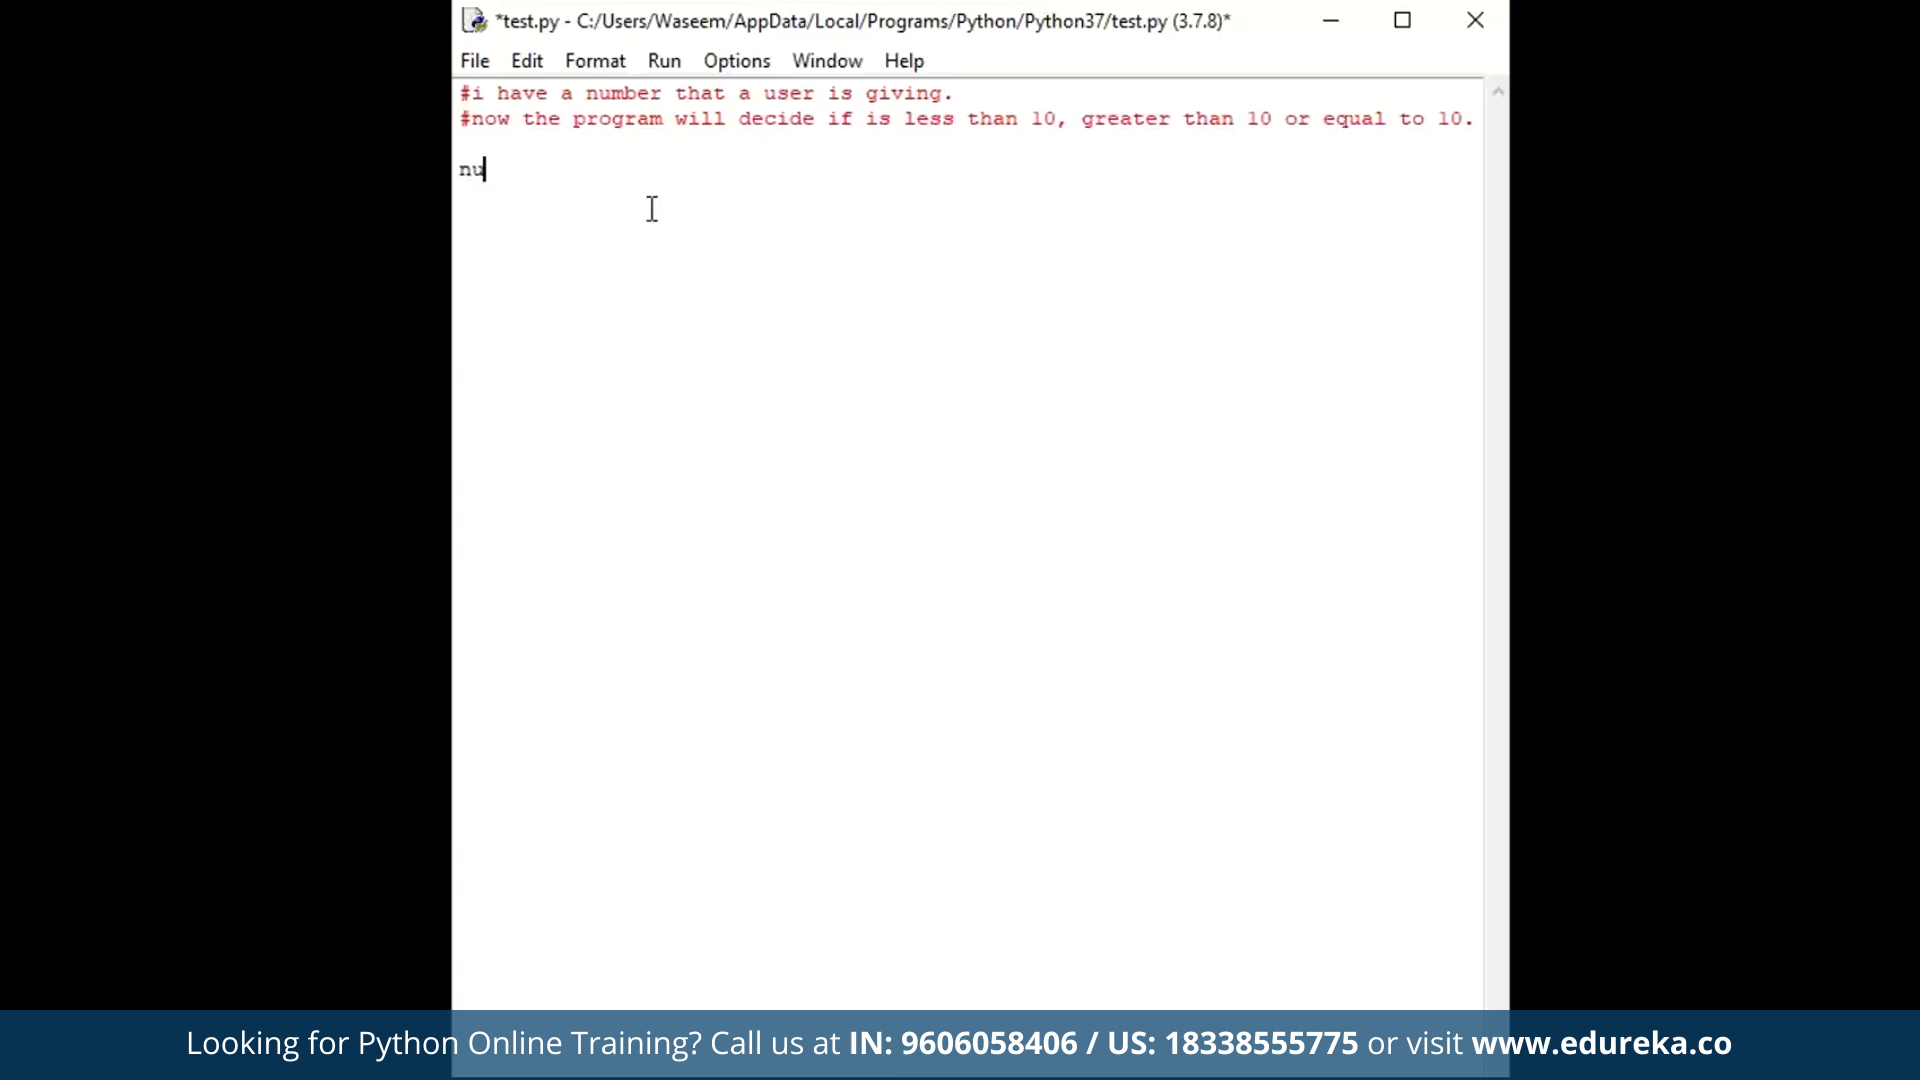 *test.py - C:/Users/Waseem/AppData/Local/Programs/Python/Python37/test.py (3.7.8)*
File Edit Format Run Options Window Help
#i have a number that a user is giving.
#now the program will decide if is less than 10, greater than 10 or equal to 10.
nu
Looking for Python Online Training? Call us at IN: 9606058406 / US: 18338555775 or visit www.edureka.co